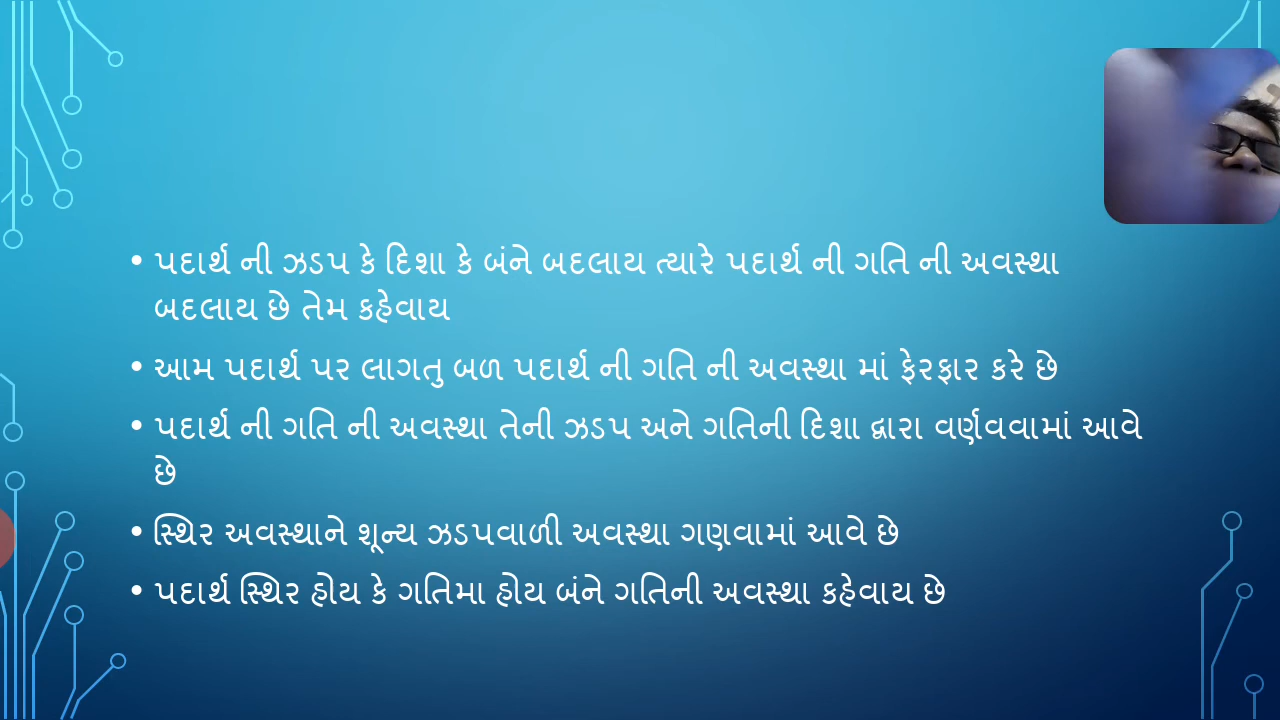 • પદાર્થ ની ઝડપ કે દિશા કે બંને બદલાય ત્યારે પદાર્થ ની ગતિ ની અવસ્થા
બદલાય છે તેમ કહેવાય
• આમ પદાર્થ પર લાગતુ બળ પદાર્થ ની ગતિ ની અવસ્થા માં ફેરફાર કરે છે
• પદાર્થ ની ગતિ ની અવસ્થા તેની ઝડપ અને ગતિની દિશા દ્વારા વર્ણવવામાં આવે
છે
• સ્થિર અવસ્થાને શૂન્ય ઝડપવાળી અવસ્થા ગણવામાં આવે છે
• પદાર્થ સ્થિર હોય કે ગતિમા હોય બંને ગતિની અવસ્થા કહેવાય છે